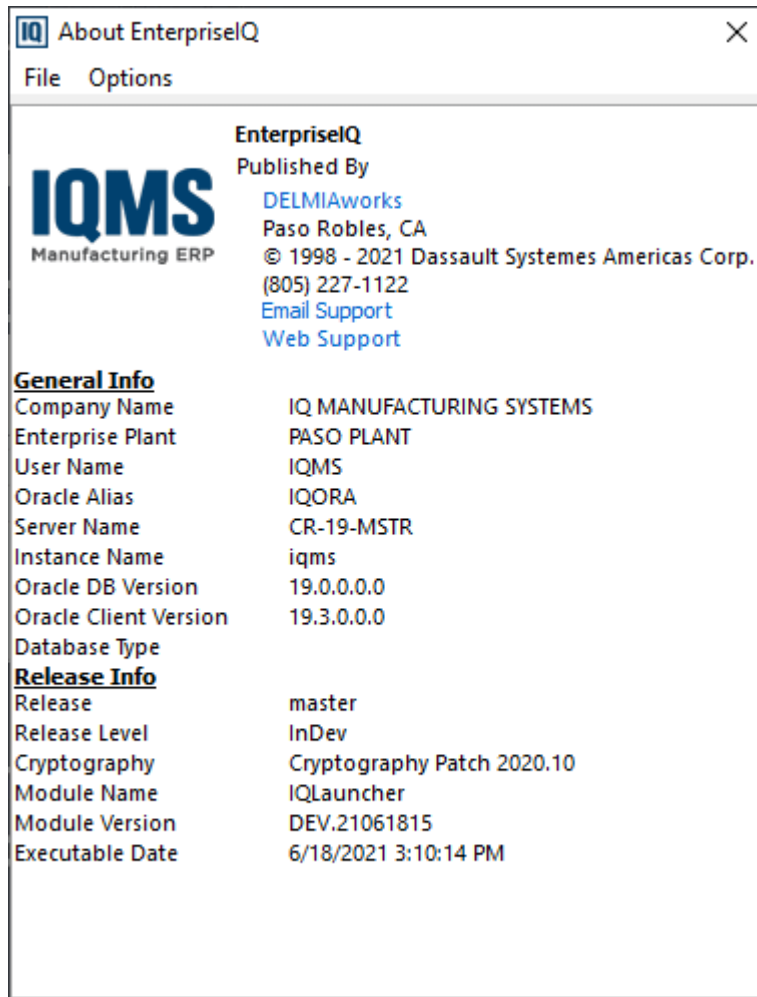 IQ About EnterpriseIQ
File Options
EnterpriseIQ
Published By
IQMS
Manufacturing ERP
DELMIAworks
Paso Robles, CA
© 1998 - 2021 Dassault Systemes Americas Corp.
(805) 227-1122
Email Support
Web Support
General Info
Company Name IQ MANUFACTURING SYSTEMS
Enterprise Plant PASO PLANT
User Name IQMS
Oracle Alias IQORA
Server Name CR-19-MSTR
Instance Name iqms
Oracle DB Version 19.0.0.0.0
Oracle Client Version 19.3.0.0.0
Database Type
Release Info
Release master
Release Level InDev
Cryptography Cryptography Patch 2020.10
Module Name IQLauncher
Module Version DEV.21061815
Executable Date 6/18/2021 3:10:14 PM